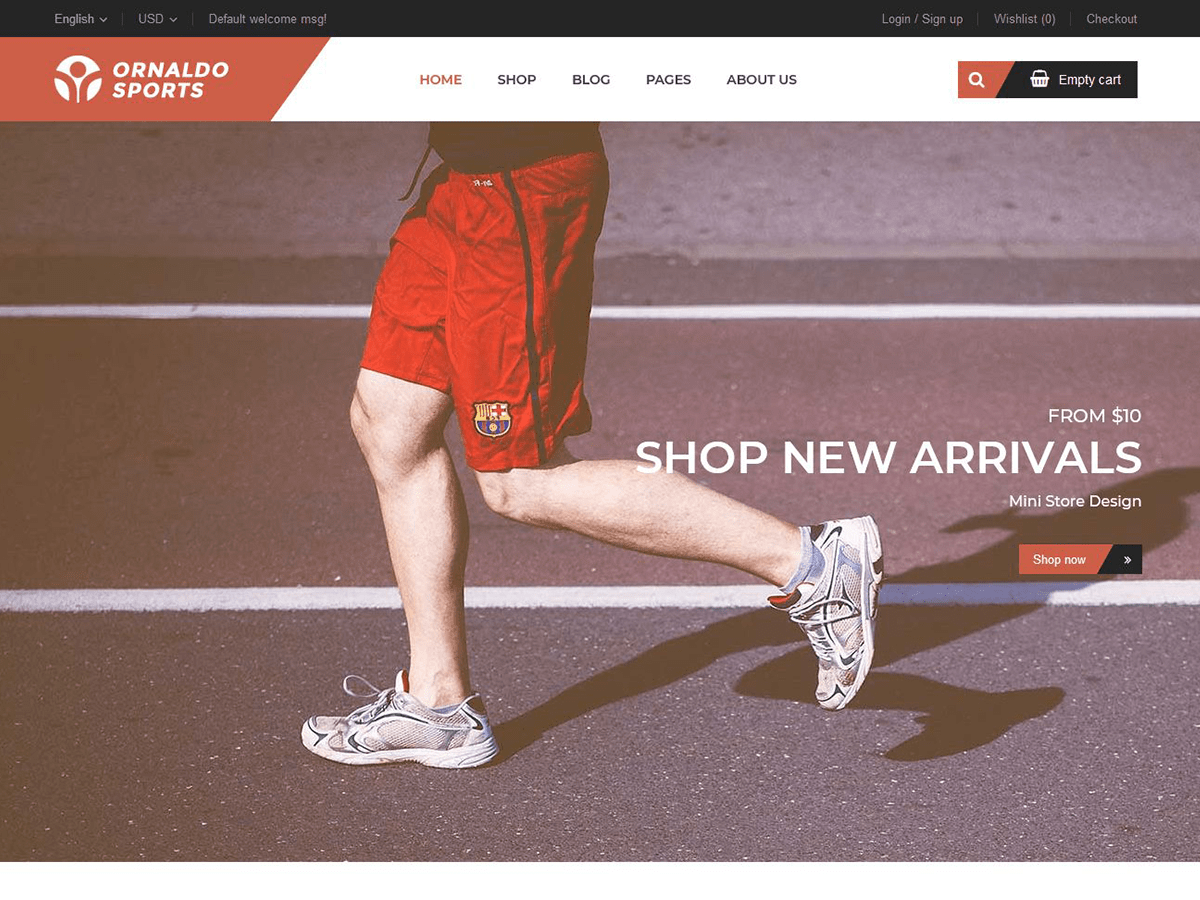 English
USD
Default welcome msg!
Login / Sign up
Wishlist (0)
Checkout
ORNALDO
SPORTS
HOME
SHOP
BLOG
PAGES
ABOUT US
Empty cart
FROM $10
SHOP NEW ARRIVALS
Mini Store Design
Shop now »